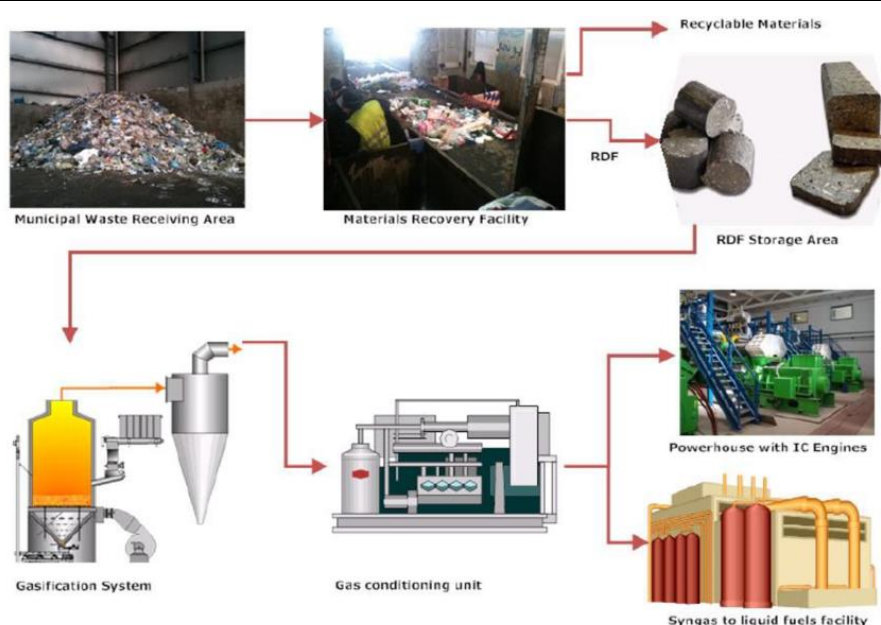 Recyclable Materials
RDF
Municipal Waste Receiving Area
Materials Recovery Facility
RDF Storage Area
Powerhouse with IC Engines
Gasification System
Gas conditioning unit
Syngas to liquid fuels facility